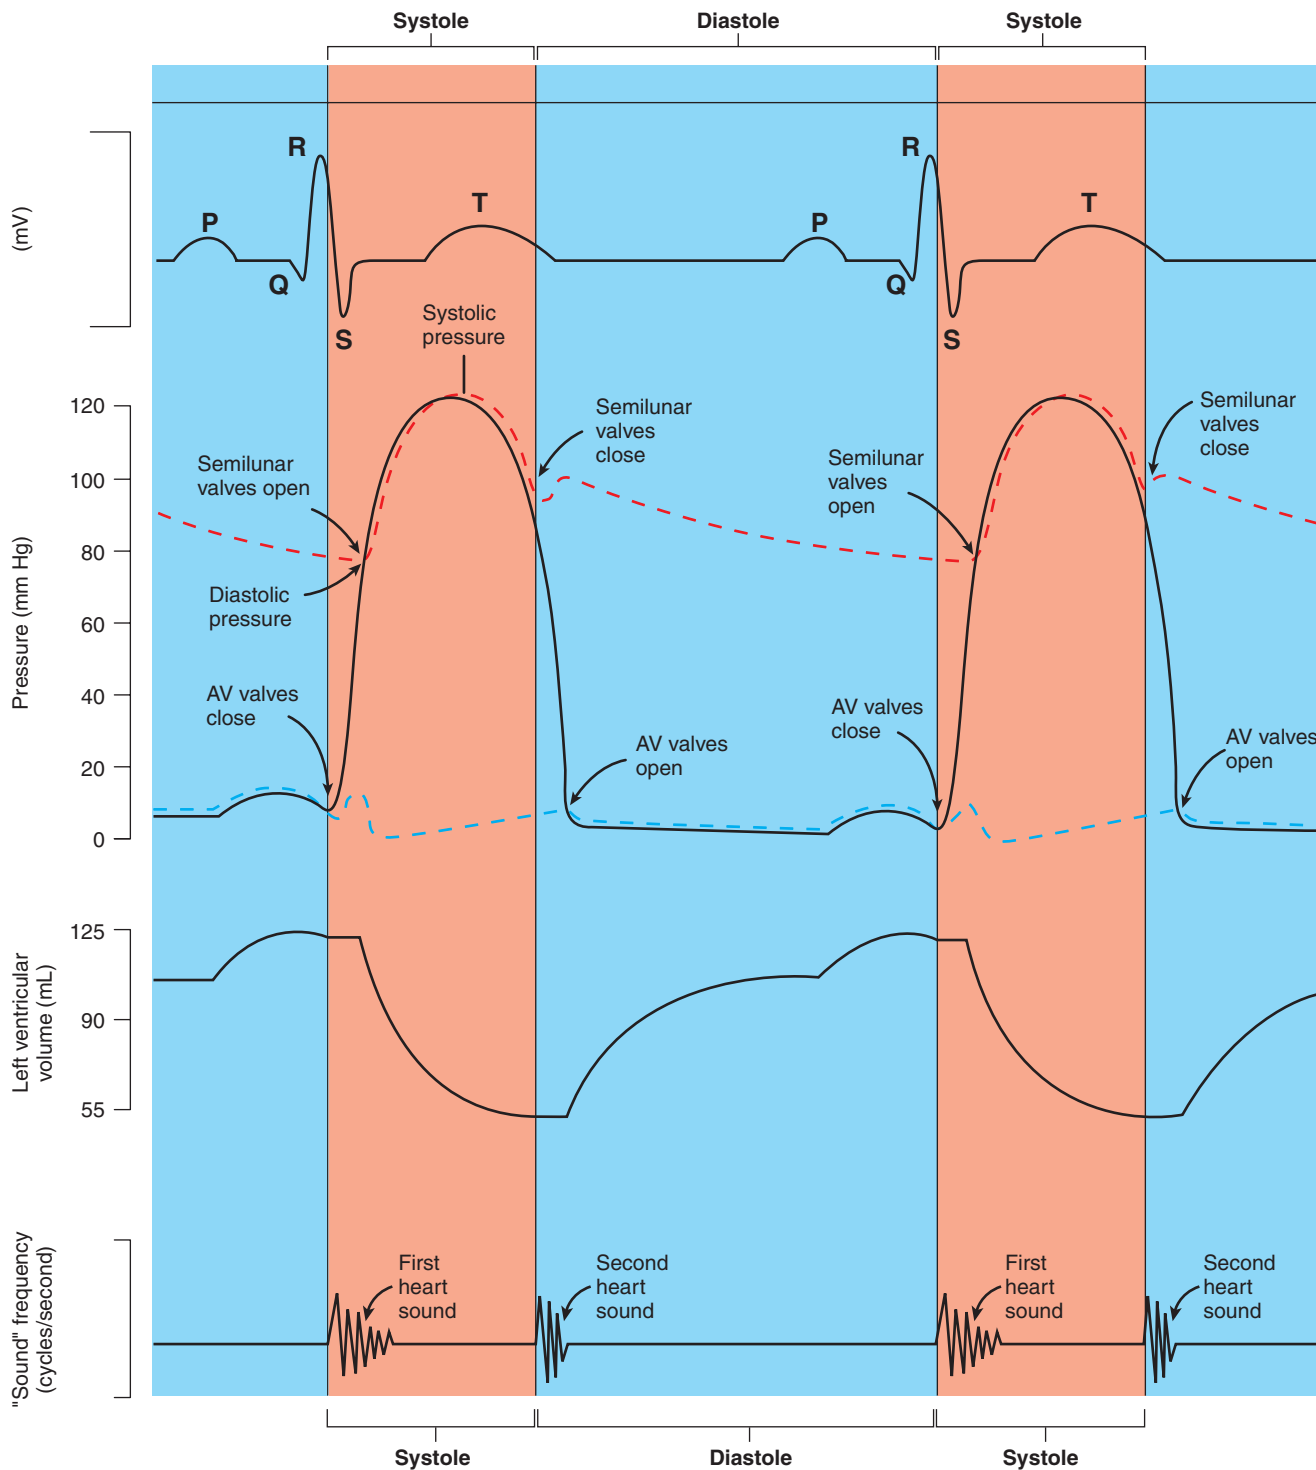 Systole
Diastole
Systole
(mV)
P
Q
R
S
T
P
Q
R
S
T
Systolic
pressure
Pressure (mm Hg)
120
100
80
60
40
20
0
Semilunar
valves open
Diastolic
pressure
AV valves
close
Semilunar
valves
close
AV valves
open
Semilunar
valves
open
AV valves
close
Semilunar
valves
close
AV valves
open
Left ventricular
volume (mL)
125
90
55
"Sound" frequency
(cycles/second)
First
heart
sound
Second
heart
sound
First
heart
sound
Second
heart
sound
Systole
Diastole
Systole